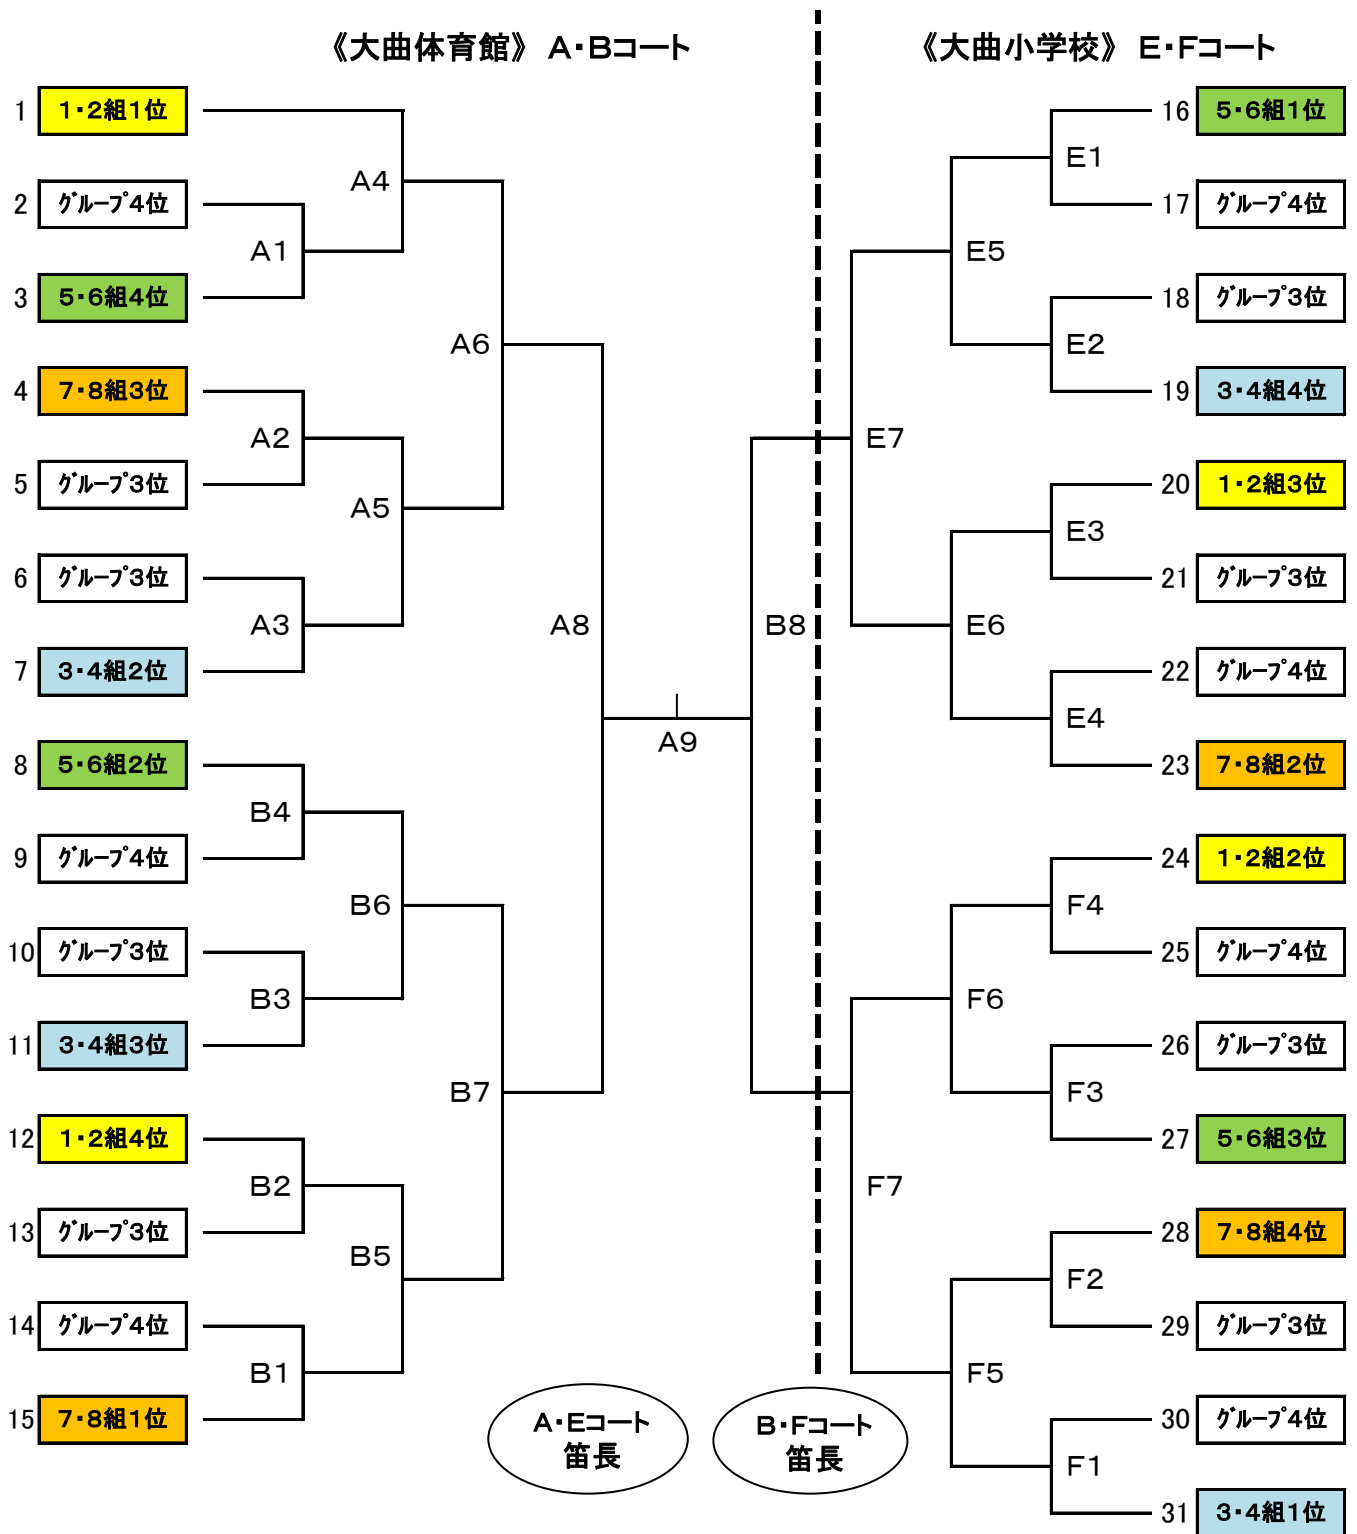 《大曲体育館》 A・Bコート
《大曲小学校》 E・Fコート
1 1・2組1位
2 ｸﾞﾙｰﾌﾟ4位
3 5・6組4位
4 7・8組3位
5 ｸﾞﾙｰﾌﾟ3位
6 ｸﾞﾙｰﾌﾟ3位
7 3・4組2位
8 5・6組2位
9 ｸﾞﾙｰﾌﾟ4位
10 ｸﾞﾙｰﾌﾟ3位
11 3・4組3位
12 1・2組4位
13 ｸﾞﾙｰﾌﾟ3位
14 ｸﾞﾙｰﾌﾟ4位
15 7・8組1位
A1
A2
A3
B4
B3
B2
B1
A4
A5
B6
B5
A6
B7
A8
A9
B8
E7
F7
E5
E6
F6
F5
E1
E2
E3
E4
F4
F3
F2
F1
16 5・6組1位
17 ｸﾞﾙｰﾌﾟ4位
18 ｸﾞﾙｰﾌﾟ3位
19 3・4組4位
20 1・2組3位
21 ｸﾞﾙｰﾌﾟ3位
22 ｸﾞﾙｰﾌﾟ4位
23 7・8組2位
24 1・2組2位
25 ｸﾞﾙｰﾌﾟ4位
26 ｸﾞﾙｰﾌﾟ3位
27 5・6組3位
28 7・8組4位
29 ｸﾞﾙｰﾌﾟ3位
30 ｸﾞﾙｰﾌﾟ4位
31 3・4組1位
A・Eコート
笛長
B・Fコート
笛長